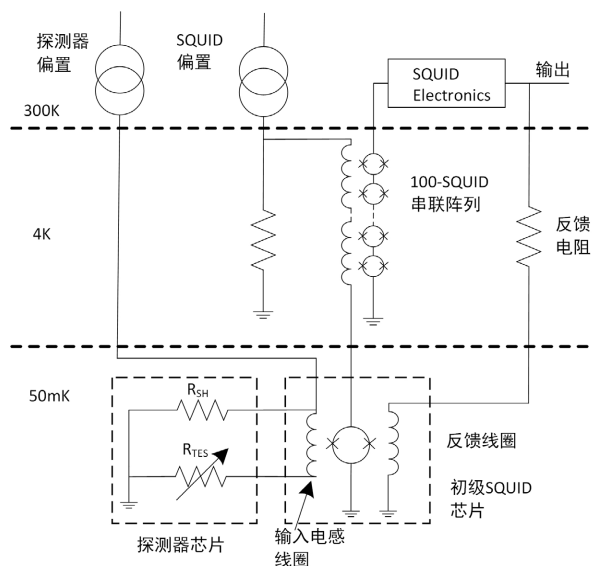 探测器
偏置
SQUID
偏置
SQUID
Electronics
输出
300K
100-SQUID
串联阵列
4K
反馈
电阻
50mK
RSH
RTES
反馈线圈
初级SQUID
芯片
探测器芯片
输入电感
线圈